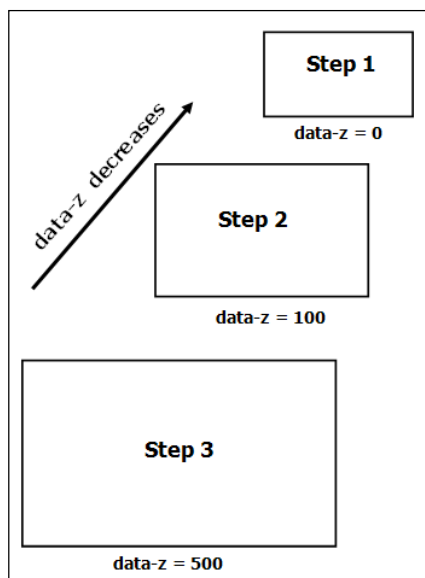 Step 1
data-z = 0
data-z decreases
Step 2
data-z = 100
Step 3
data-z = 500